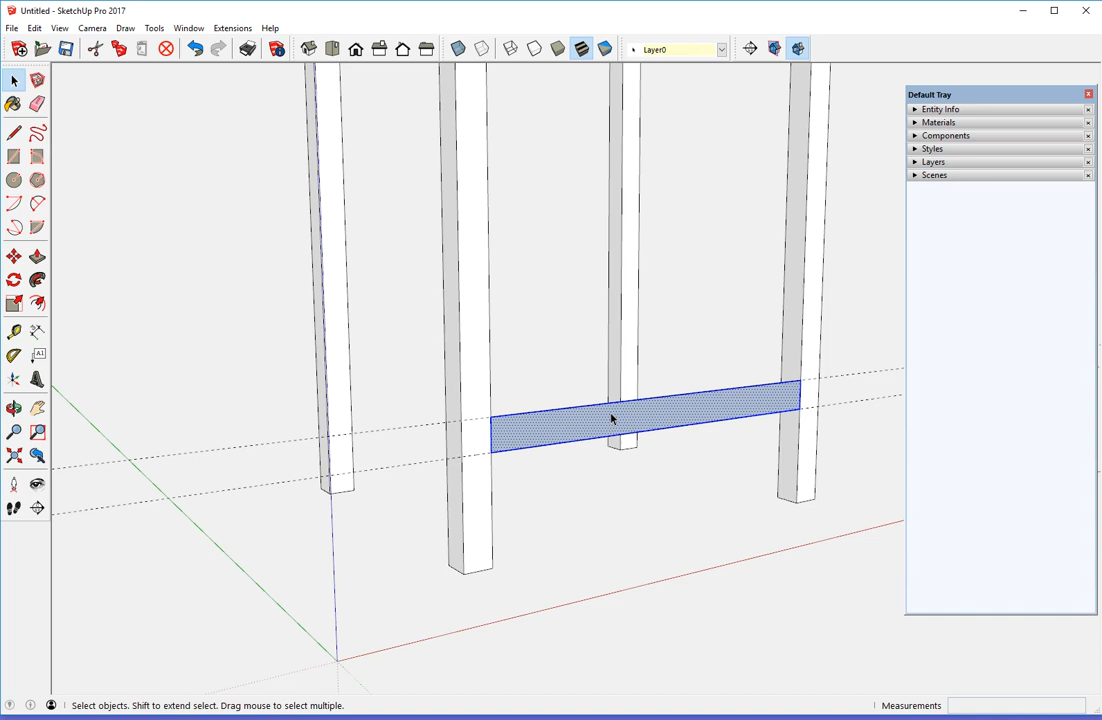 Untitled - SketchUp Pro 2017
File Edit View Camera Draw Tools Window Extensions Help
Layer0
Default Tray
Entity Info
Materials
Components
Styles
Layers
Scenes
A1
Select objects. Shift to extend select. Drag mouse to select multiple.
Measurements